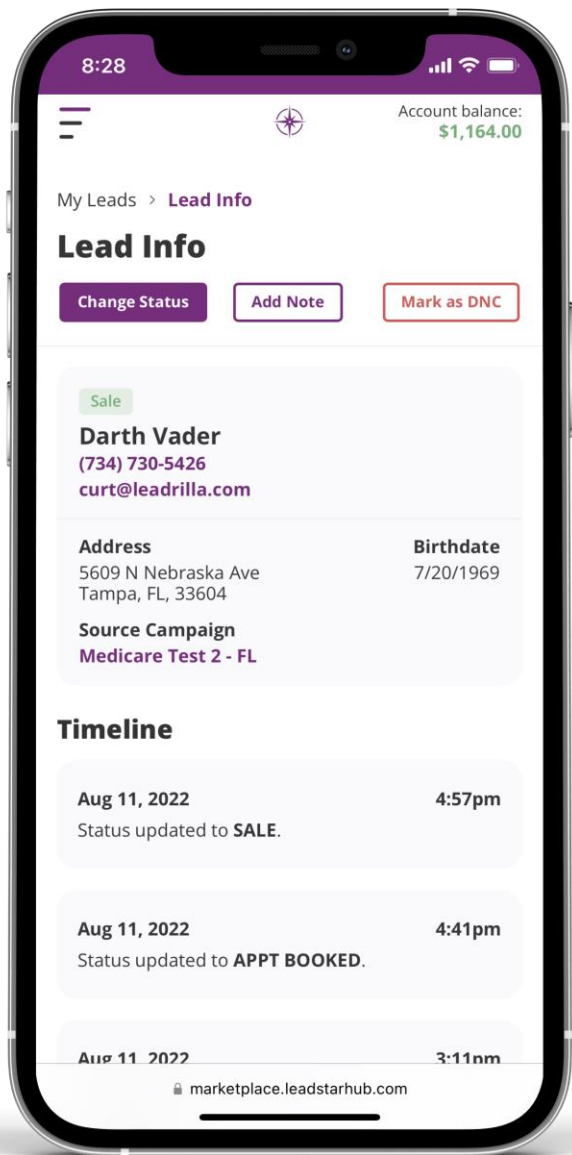 8:28
Account balance:
$1,164.00
My Leads > Lead Info
Lead Info
Change Status
Add Note
Mark as DNC
Sale
Darth Vader
(734) 730-5426
curt@leadrilla.com
Address
Birthdate
5609 N Nebraska Ave
7/20/1969
Tampa, FL, 33604
Source Campaign
Medicare Test 2 - FL
Timeline
Aug 11, 2022 4:57pm
Status updated to SALE.
Aug 11, 2022 4:41pm
Status updated to APPT BOOKED.
Aug 11, 2022 3:11pm
marketplace.leadstarhub.com